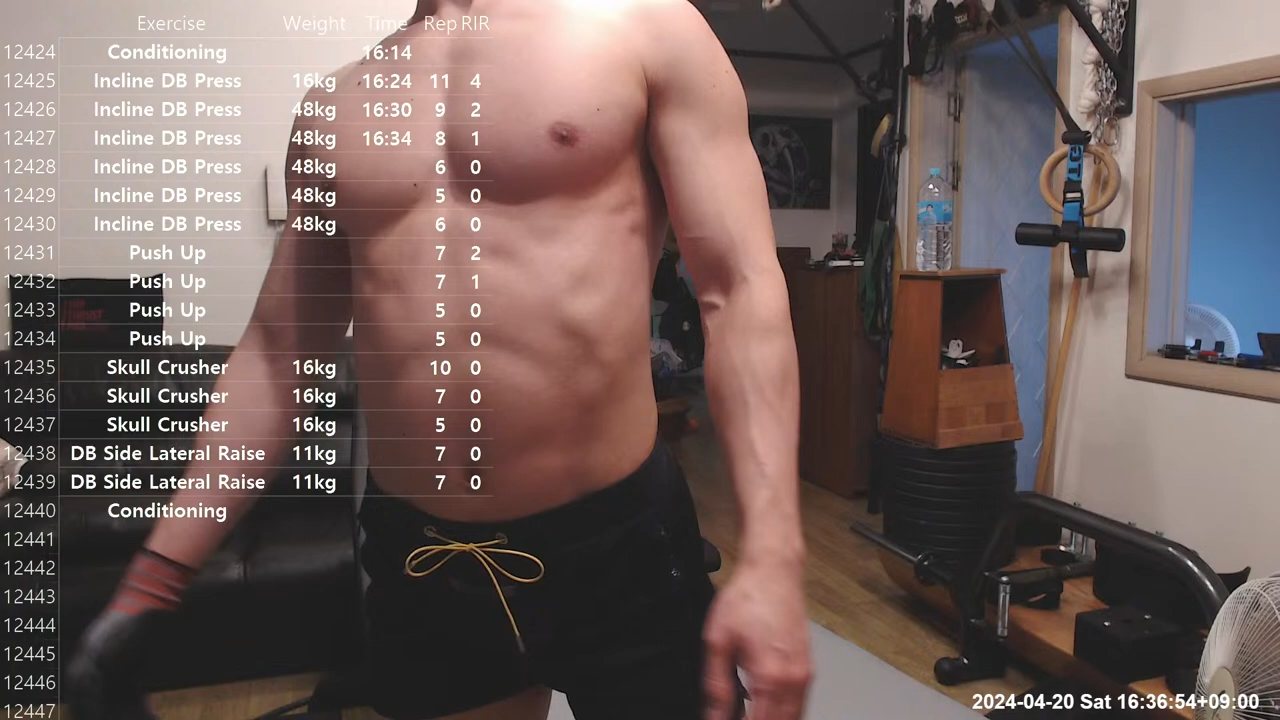 Exercise Weight Time Rep RIR
12424 Conditioning 16:14
12425 Incline DB Press 16kg 16:24 11 4
12426 Incline DB Press 48kg 16:30 9 2
12427 Incline DB Press 48kg 16:34 8 1
12428 Incline DB Press 48kg 6 0
12429 Incline DB Press 48kg 5 0
12430 Incline DB Press 48kg 6 0
12431 Push Up 7 2
12432 Push Up 7 1
12433 Push Up 5 0
12434 Push Up 5 0
12435 Skull Crusher 16kg 10 0
12436 Skull Crusher 16kg 7 0
12437 Skull Crusher 16kg 5 0
12438 DB Side Lateral Raise 11kg 7 0
12439 DB Side Lateral Raise 11kg 7 0
12440 Conditioning
12441
12442
12443
12444
12445
12446
12447
2024-04-20 Sat 16:36:54+09:00